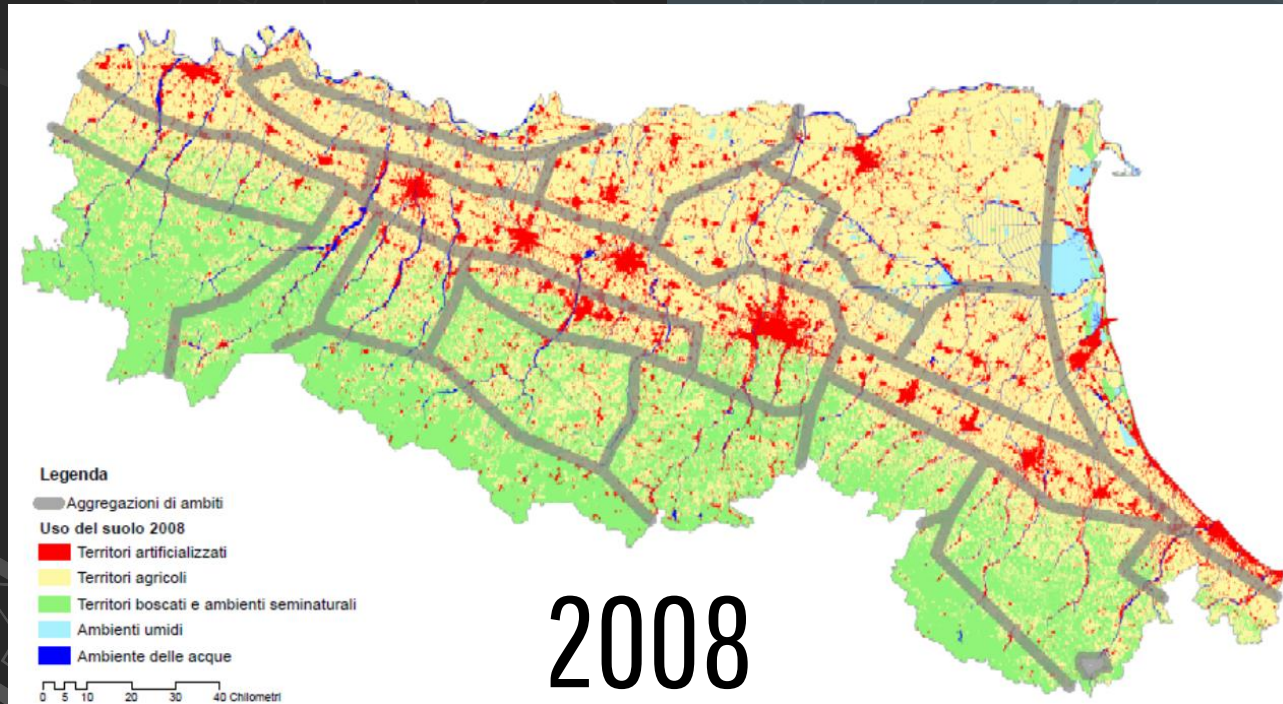 Legenda
Aggregazioni di ambiti
Uso del suolo 2008
Territori artificializzati
Territori agricoli
Territori boscati e ambienti seminaturali
Ambienti umidi
Ambiente delle acque
0 5 10 20 30 40 Chilometri
2008